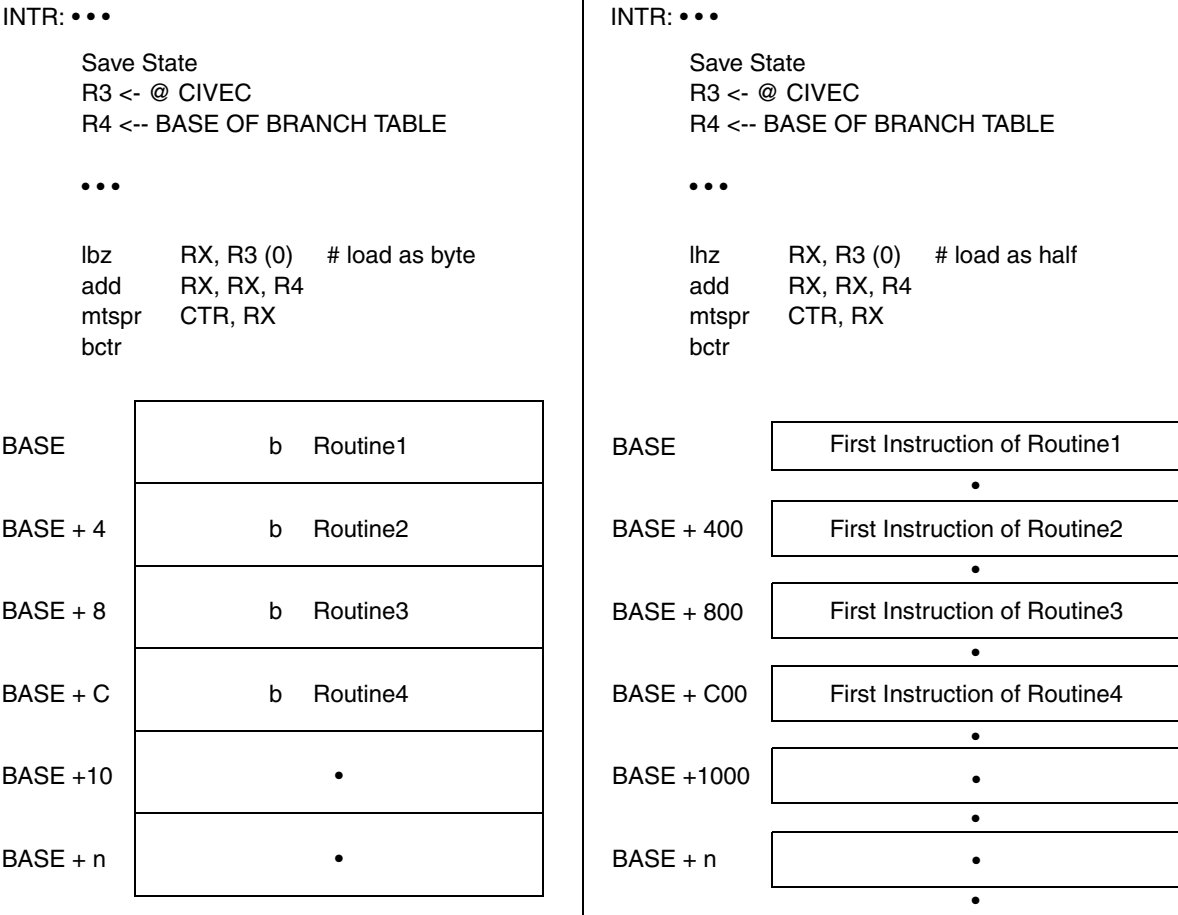 INTR: • • •
Save State
R3 <- @ CIVEC
R4 <-- BASE OF BRANCH TABLE
• • •
lbz RX, R3 (0) # load as byte
add RX, RX, R4
mtspr CTR, RX
bctr
BASE b Routine1
BASE + 4 b Routine2
BASE + 8 b Routine3
BASE + C b Routine4
BASE +10 •
BASE + n •
INTR: • • •
Save State
R3 <- @ CIVEC
R4 <-- BASE OF BRANCH TABLE
• • •
lhz RX, R3 (0) # load as half
add RX, RX, R4
mtspr CTR, RX
bctr
BASE First Instruction of Routine1
•
BASE + 400 First Instruction of Routine2
•
BASE + 800 First Instruction of Routine3
•
BASE + C00 First Instruction of Routine4
•
BASE +1000 •
•
BASE + n •
•